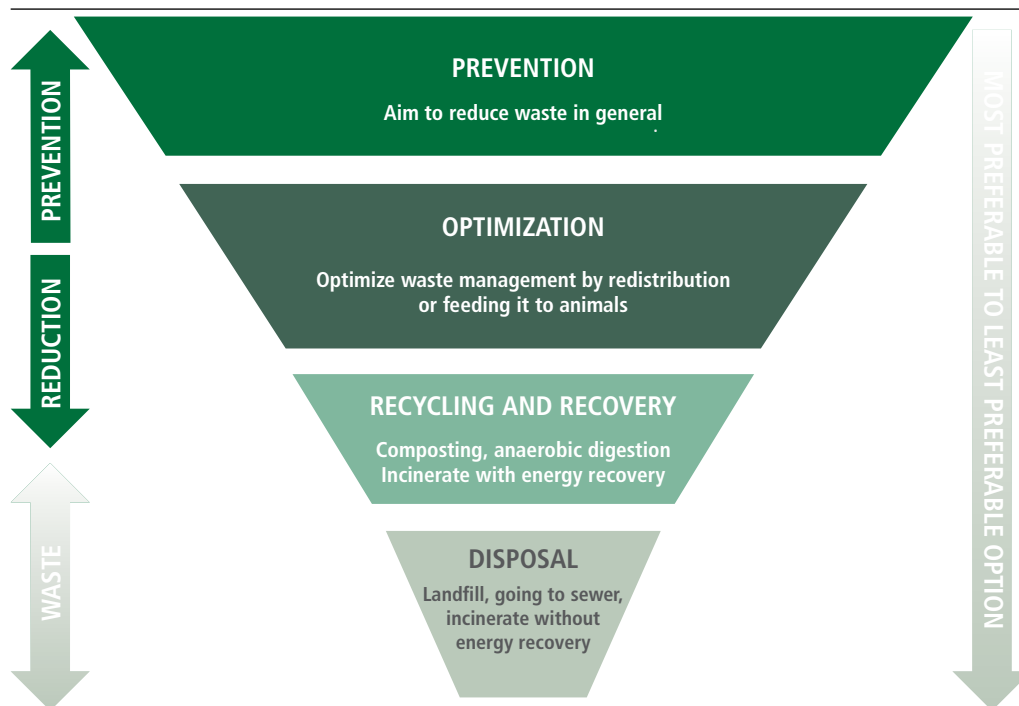 PREVENTION
Aim to reduce waste in general
OPTIMIZATION
Optimize waste management by redistribution
or feeding it to animals
RECYCLING AND RECOVERY
Composting, anaerobic digestion
Incinerate with energy recovery
DISPOSAL
Landfill, going to sewer,
incinerate without
energy recovery
PREVENTION
REDUCTION
WASTE
MOST PREFERABLE TO LEAST PREFERABLE OPTION